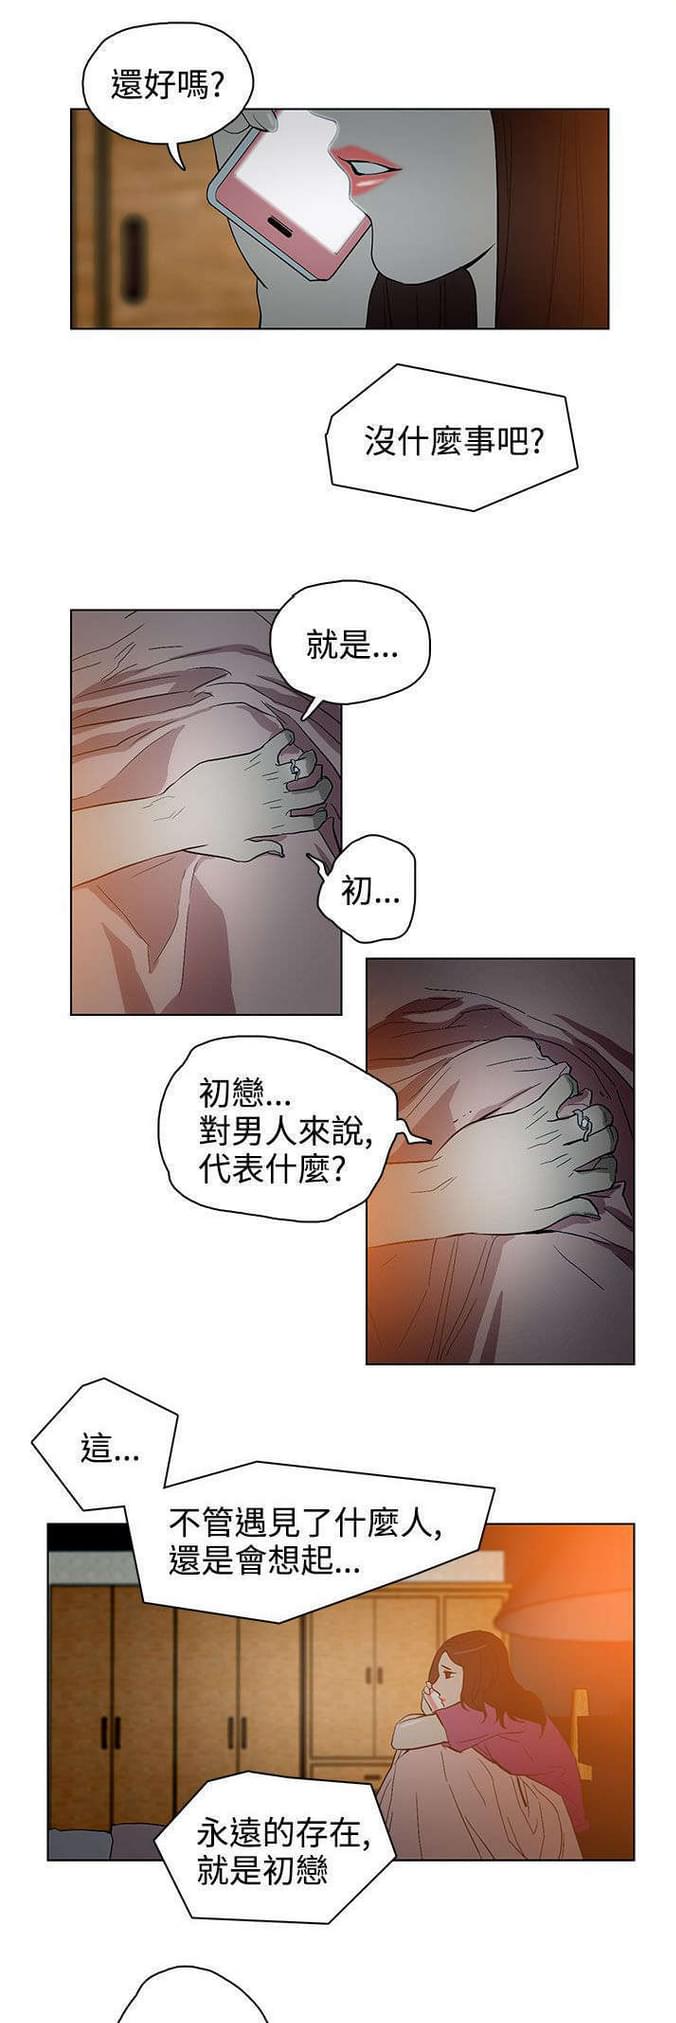 還好嗎?
沒什麼事吧?
就是...
初...
初戀...
對男人來說,
代表什麼?
這...
不管遇見了什麼人,
還是會想起...
永遠的存在,
就是初戀